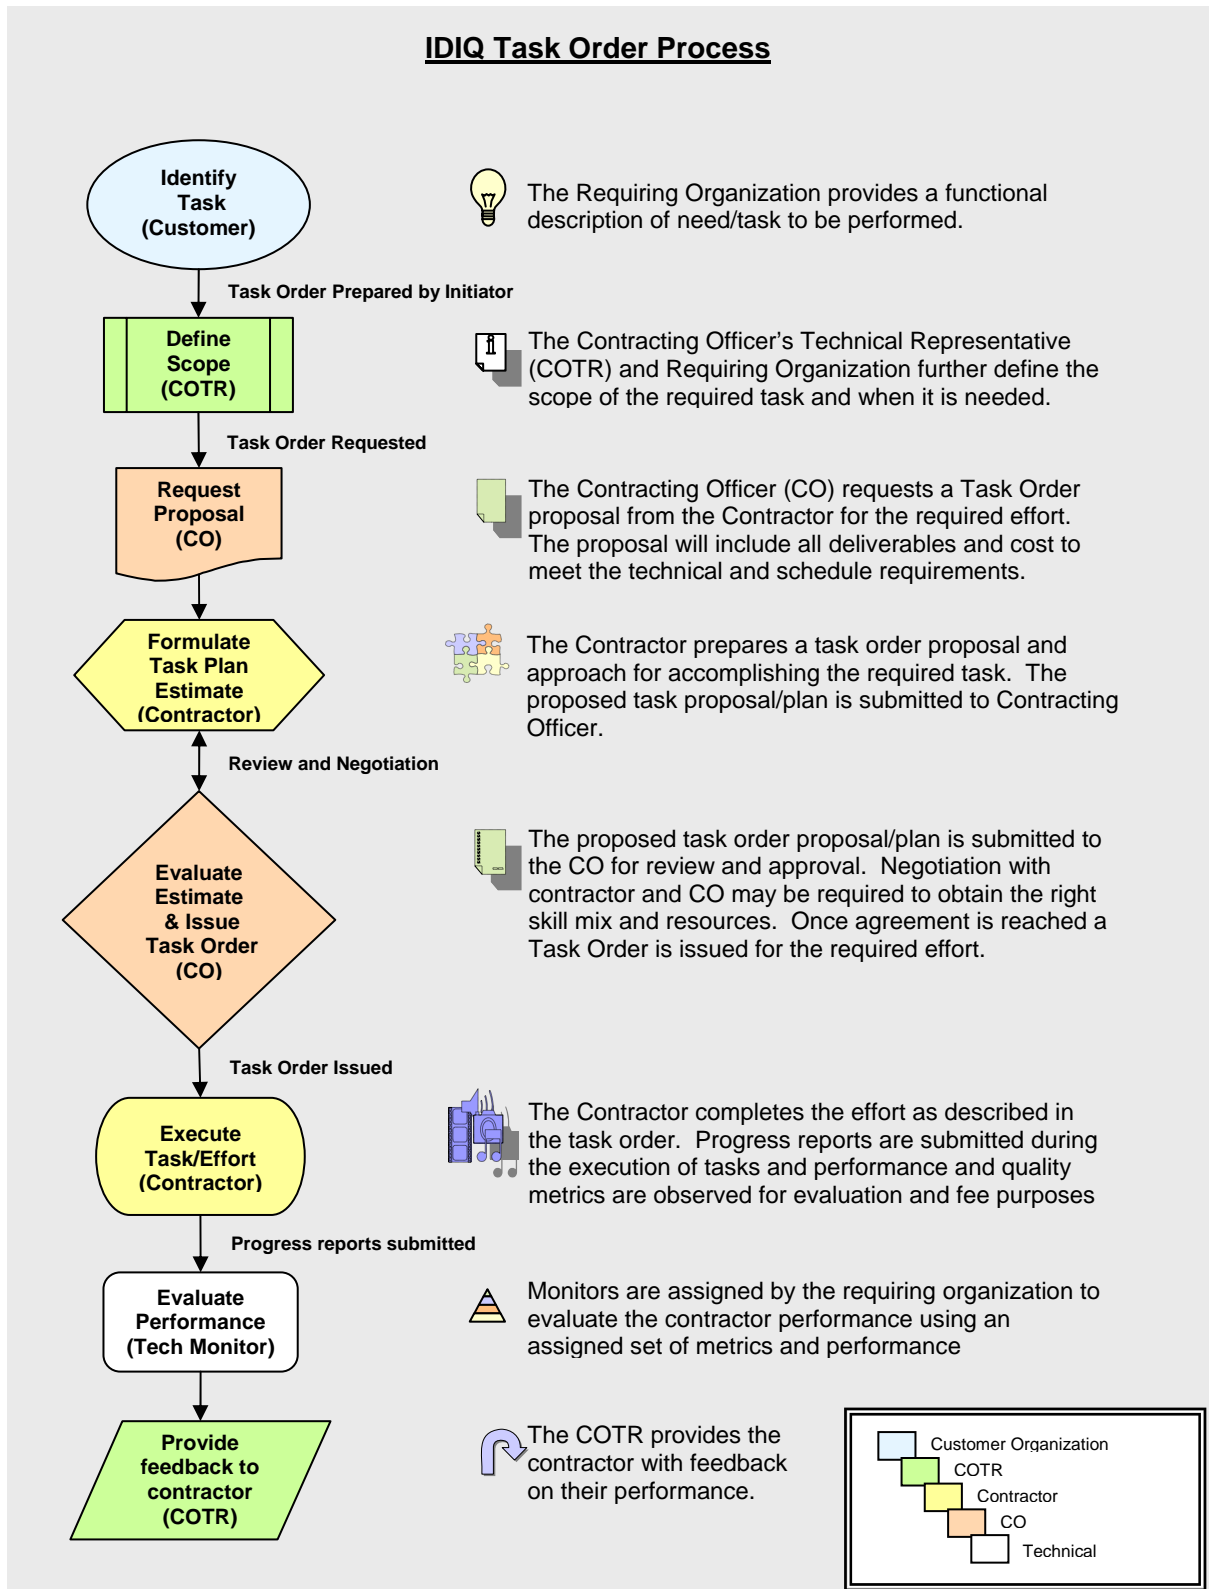 IDIQ Task Order Process
Identify
Task
(Customer)
The Requiring Organization provides a functional
description of need/task to be performed.
Task Order Prepared by Initiator
Define
Scope
(COTR)
The Contracting Officer's Technical Representative
(COTR) and Requiring Organization further define the
scope of the required task and when it is needed.
Task Order Requested
Request
Proposal
(CO)
The Contracting Officer (CO) requests a Task Order
proposal from the Contractor for the required effort.
The proposal will include all deliverables and cost to
meet the technical and schedule requirements.
Formulate
Task Plan
Estimate
(Contractor)
The Contractor prepares a task order proposal and
approach for accomplishing the required task. The
proposed task proposal/plan is submitted to Contracting
Officer.
Review and Negotiation
Evaluate
Estimate
& Issue
Task Order
(CO)
The proposed task order proposal/plan is submitted to
the CO for review and approval. Negotiation with
contractor and CO may be required to obtain the right
skill mix and resources. Once agreement is reached a
Task Order is issued for the required effort.
Task Order Issued
Execute
Task/Effort
(Contractor)
The Contractor completes the effort as described in
the task order. Progress reports are submitted during
the execution of tasks and performance and quality
metrics are observed for evaluation and fee purposes
Progress reports submitted
Evaluate
Performance
(Tech Monitor)
Monitors are assigned by the requiring organization to
evaluate the contractor performance using an
assigned set of metrics and performance
Provide
feedback to
contractor
(COTR)
The COTR provides the
contractor with feedback
on their performance.
Customer Organization
COTR
Contractor
CO
Technical